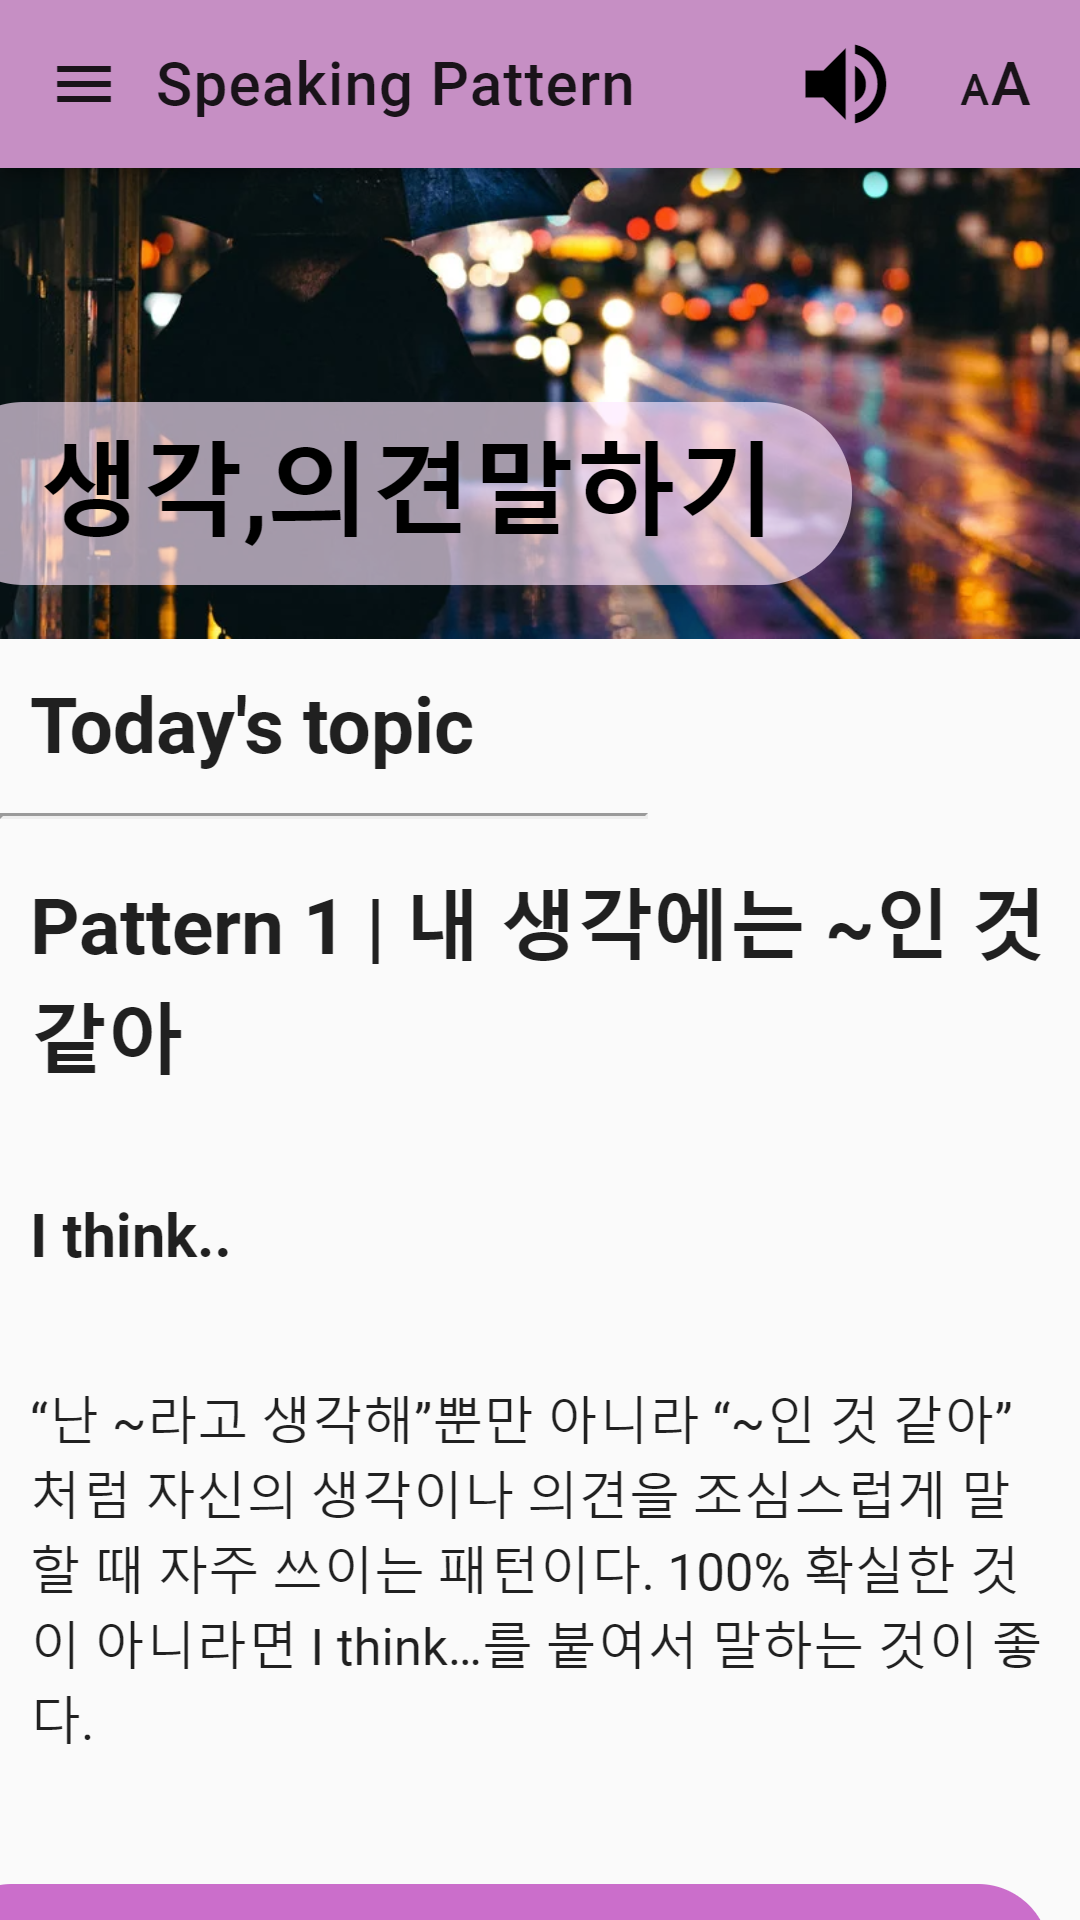 Speaking Pattern
AA
생각,의견말하기
Today's topic
Pattern 1 | 내 생각에는 ~인 것
같아
I think..
“난 ~라고 생각해”뿐만 아니라 “~인 것 같아”
처럼 자신의 생각이나 의견을 조심스럽게 말
할 때 자주 쓰이는 패턴이다. 100% 확실한 것
이 아니라면 I think...를 붙여서 말하는 것이 좋
다.